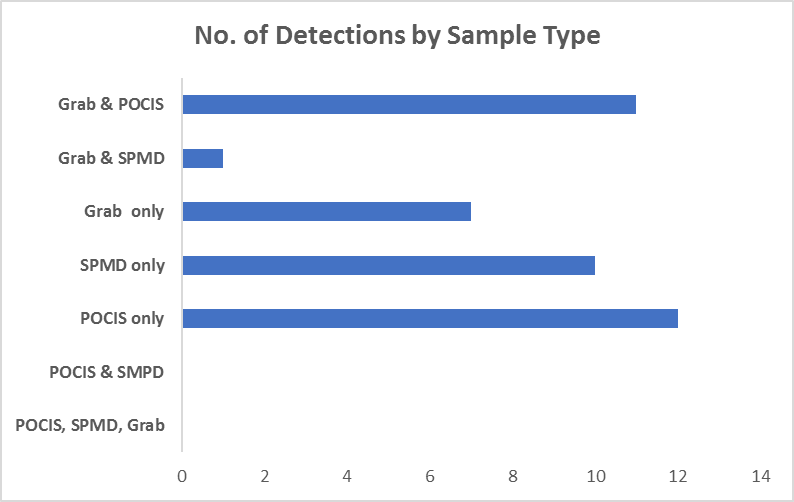 No. of Detections by Sample Type
Grab & POCIS
Grab & SPMD
Grab  only
SPMD only
POCIS only
POCIS & SMPD
POCIS, SPMD, Grab
0 2 4 6 8 10 12 14